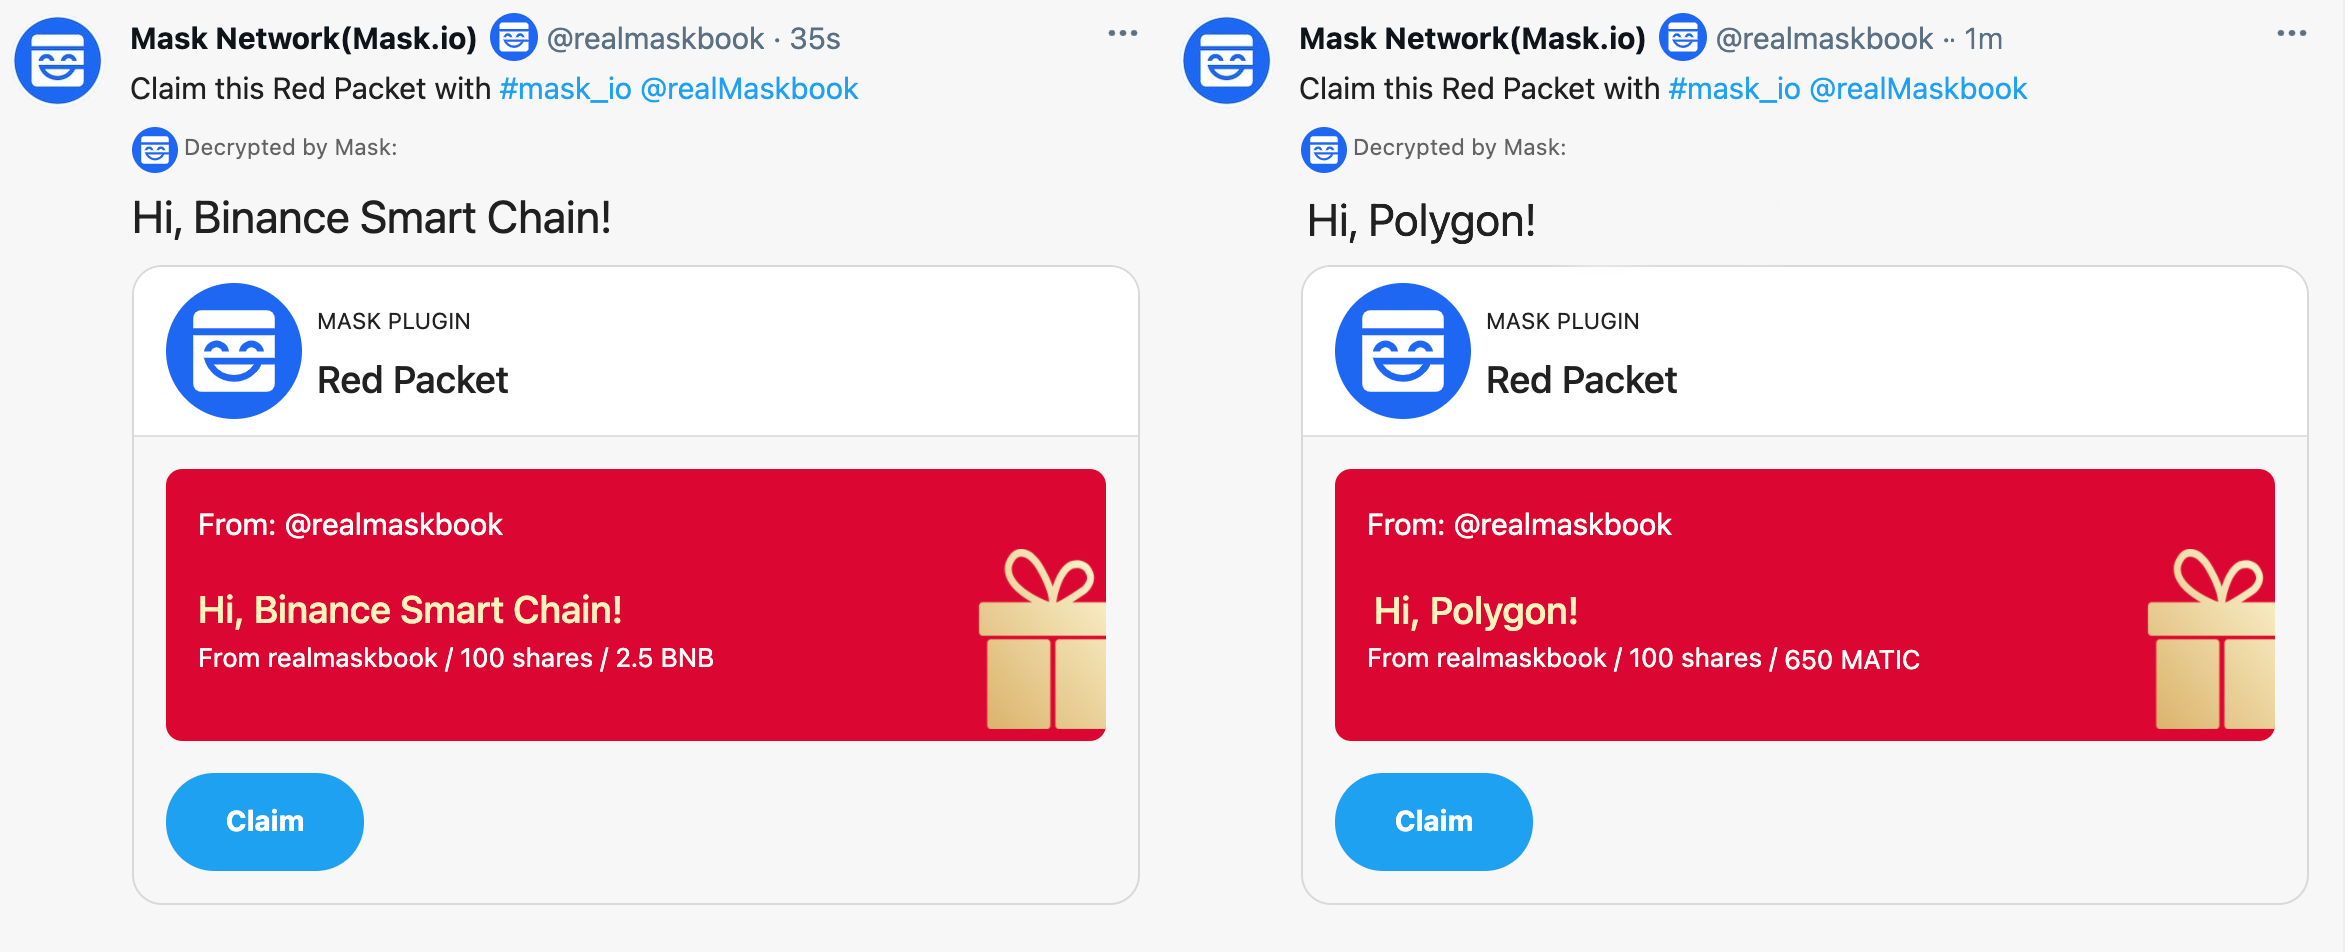 Mask Network(Mask.io) @realmaskbook · 35s
Claim this Red Packet with #mask_io @realMaskbook
Decrypted by Mask:
Hi, Binance Smart Chain!
MASK PLUGIN
Red Packet
From: @realmaskbook
Hi, Binance Smart Chain!
From realmaskbook / 100 shares / 2.5 BNB
Claim
Mask Network(Mask.io) @realmaskbook ·· 1m
Claim this Red Packet with #mask_io @realMaskbook
Decrypted by Mask:
Hi, Polygon!
MASK PLUGIN
Red Packet
From: @realmaskbook
Hi, Polygon!
From realmaskbook / 100 shares / 650 MATIC
Claim